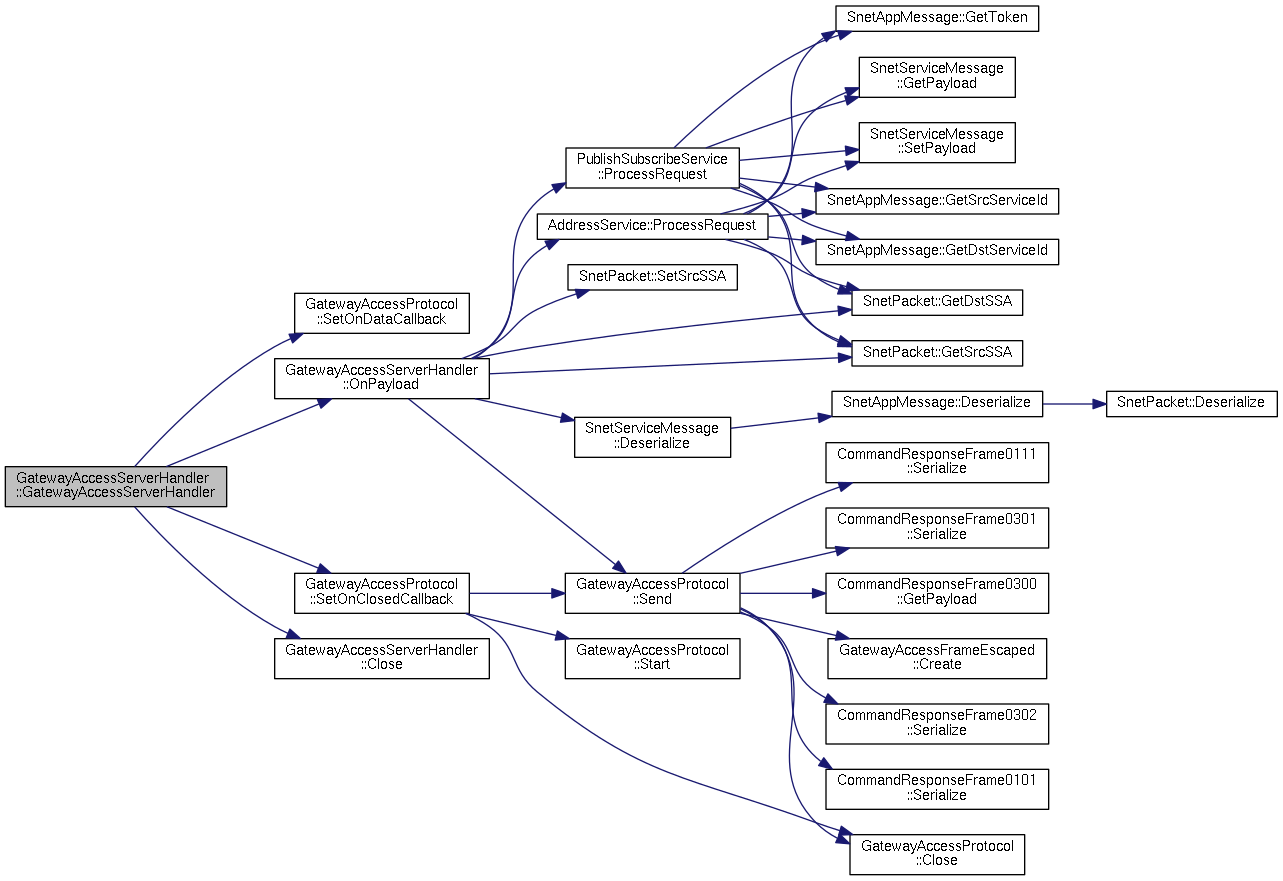 SnetAppMessage::GetToken
SnetServiceMessage
::GetPayload
SnetServiceMessage
::SetPayload
PublishSubscribeService
::ProcessRequest
SnetAppMessage::GetSrcServiceId
AddressService::ProcessRequest
SnetAppMessage::GetDstServiceId
SnetPacket::SetSrcSSA
SnetPacket::GetDstSSA
GatewayAccessProtocol
::SetOnDataCallback
SnetPacket::GetSrcSSA
GatewayAccessServerHandler
::OnPayload
SnetAppMessage::Deserialize
SnetPacket::Deserialize
SnetServiceMessage
::Deserialize
CommandResponseFrame0111
::Serialize
GatewayAccessServerHandler
::GatewayAccessServerHandler
CommandResponseFrame0301
::Serialize
GatewayAccessProtocol
::SetOnClosedCallback
GatewayAccessProtocol
::Send
CommandResponseFrame0300
::GetPayload
GatewayAccessServerHandler
::Close
GatewayAccessProtocol
::Start
GatewayAccessFrameEscaped
::Create
CommandResponseFrame0302
::Serialize
CommandResponseFrame0101
::Serialize
GatewayAccessProtocol
::Close